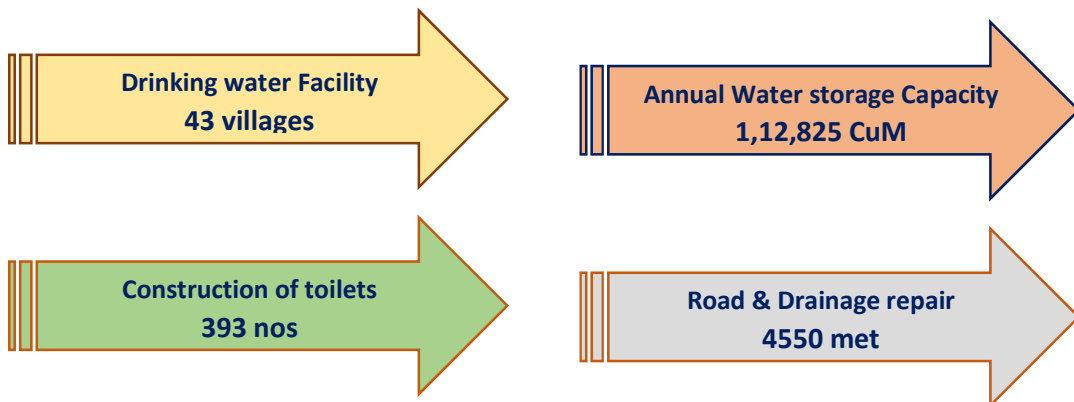 Drinking water Facility
43 villages
Annual Water storage Capacity
1,12,825 CuM
Construction of toilets
393 nos
Road & Drainage repair
4550 met